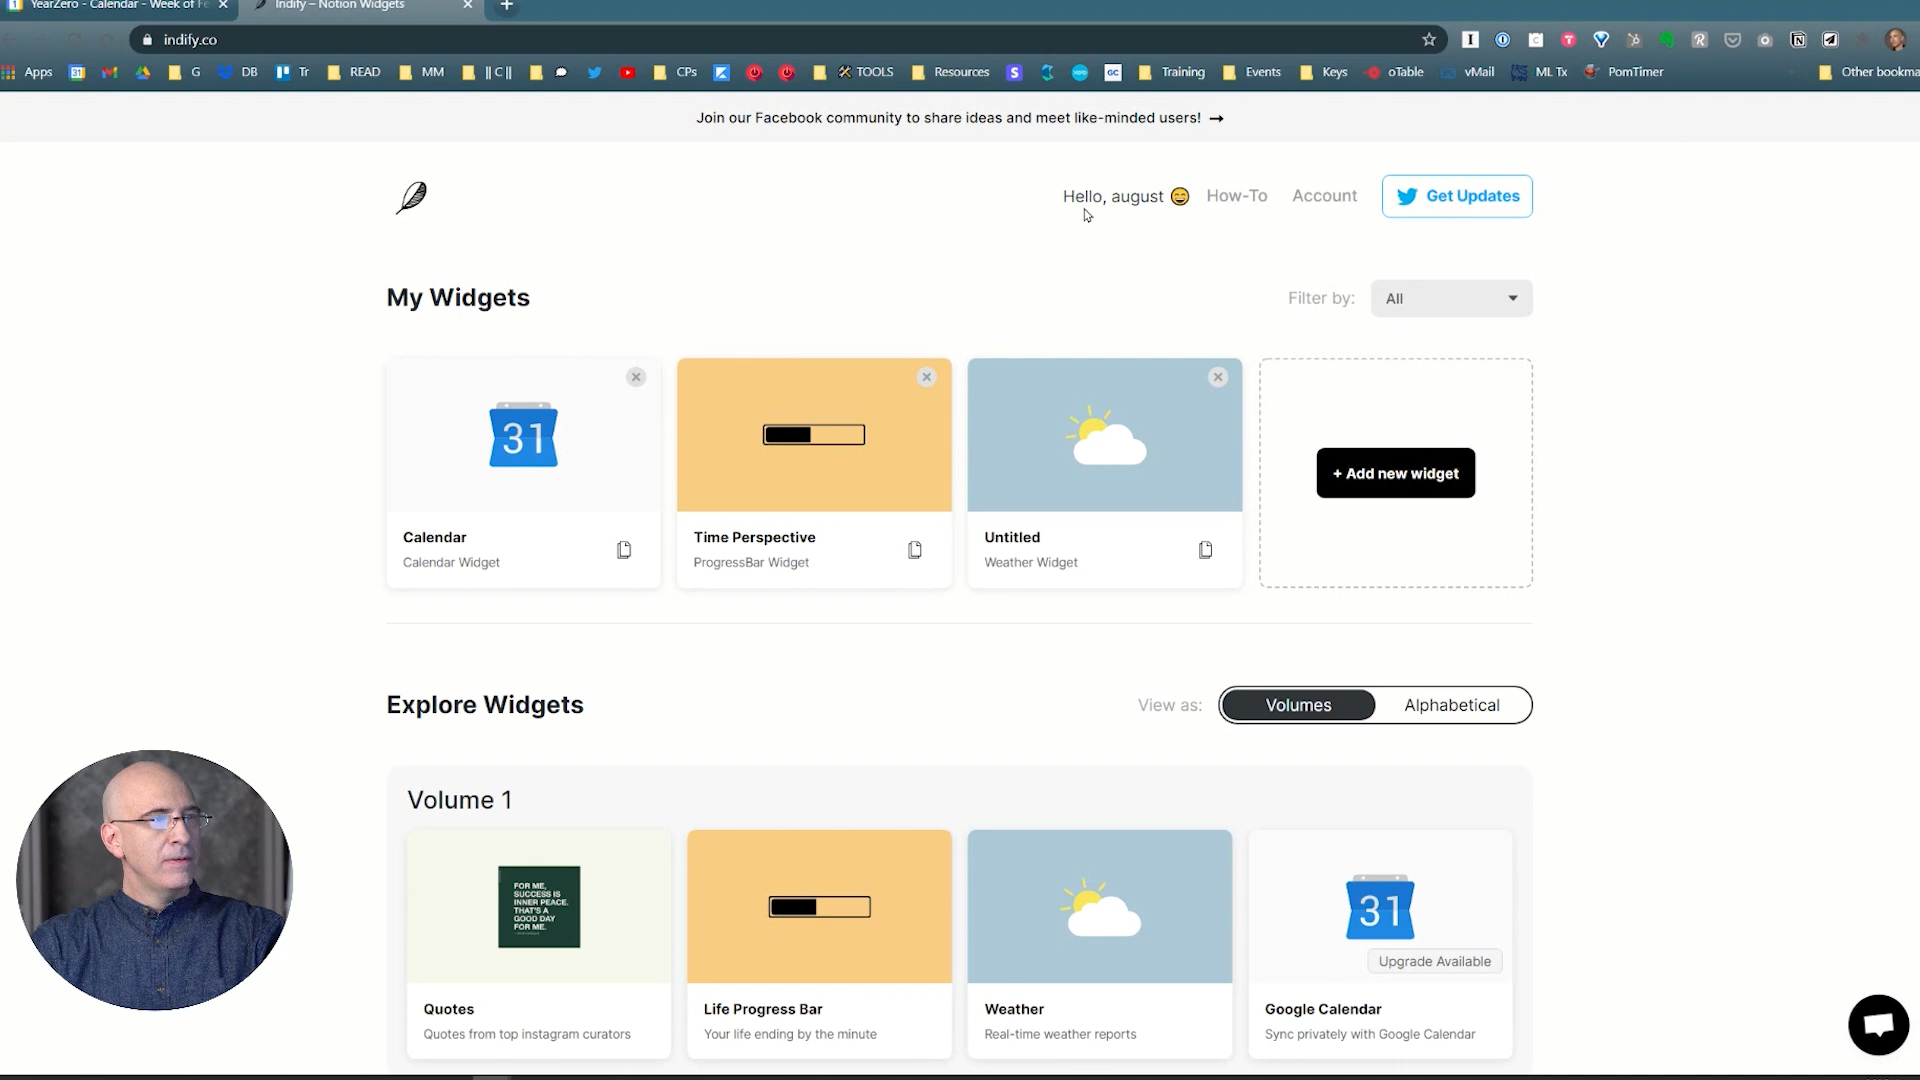 YearZero - Calendar - Week of Fe
Indify – Notion Widgets
indify.co
Apps
31
G
DB
Tr
READ
MM
|| C ||
CPs
TOOLS
Resources
S
GC
Training
Events
Keys
oTable
vMail
ML Tx
PomTimer
Other bookma
Join our Facebook community to share ideas and meet like-minded users! →
Hello, august 😄
How-To
Account
Get Updates
My Widgets
Filter by:
All
31
+ Add new widget
Calendar
Calendar Widget
Time Perspective
ProgressBar Widget
Untitled
Weather Widget
Explore Widgets
View as:
Volumes
Alphabetical
Volume 1
FOR ME,
SUCCESS IS
INNER PEACE.
THAT'S A
GOOD DAY
FOR ME.
31
Upgrade Available
Quotes
Quotes from top instagram curators
Life Progress Bar
Your life ending by the minute
Weather
Real-time weather reports
Google Calendar
Sync privately with Google Calendar